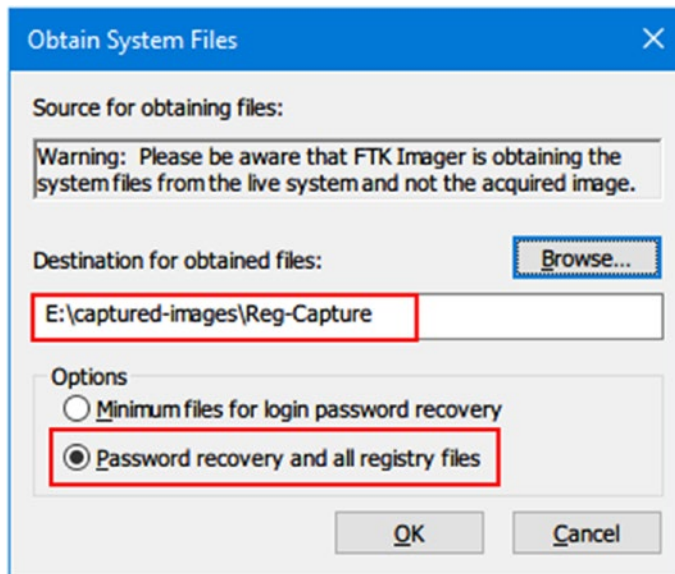 Obtain System Files
Source for obtaining files:
Warning:  Please be aware that FTK Imager is obtaining the
system files from the live system and not the acquired image.
Destination for obtained files:
Browse...
E:\captured-images\Reg-Capture
Options
Minimum files for login password recovery
Password recovery and all registry files
OK
Cancel